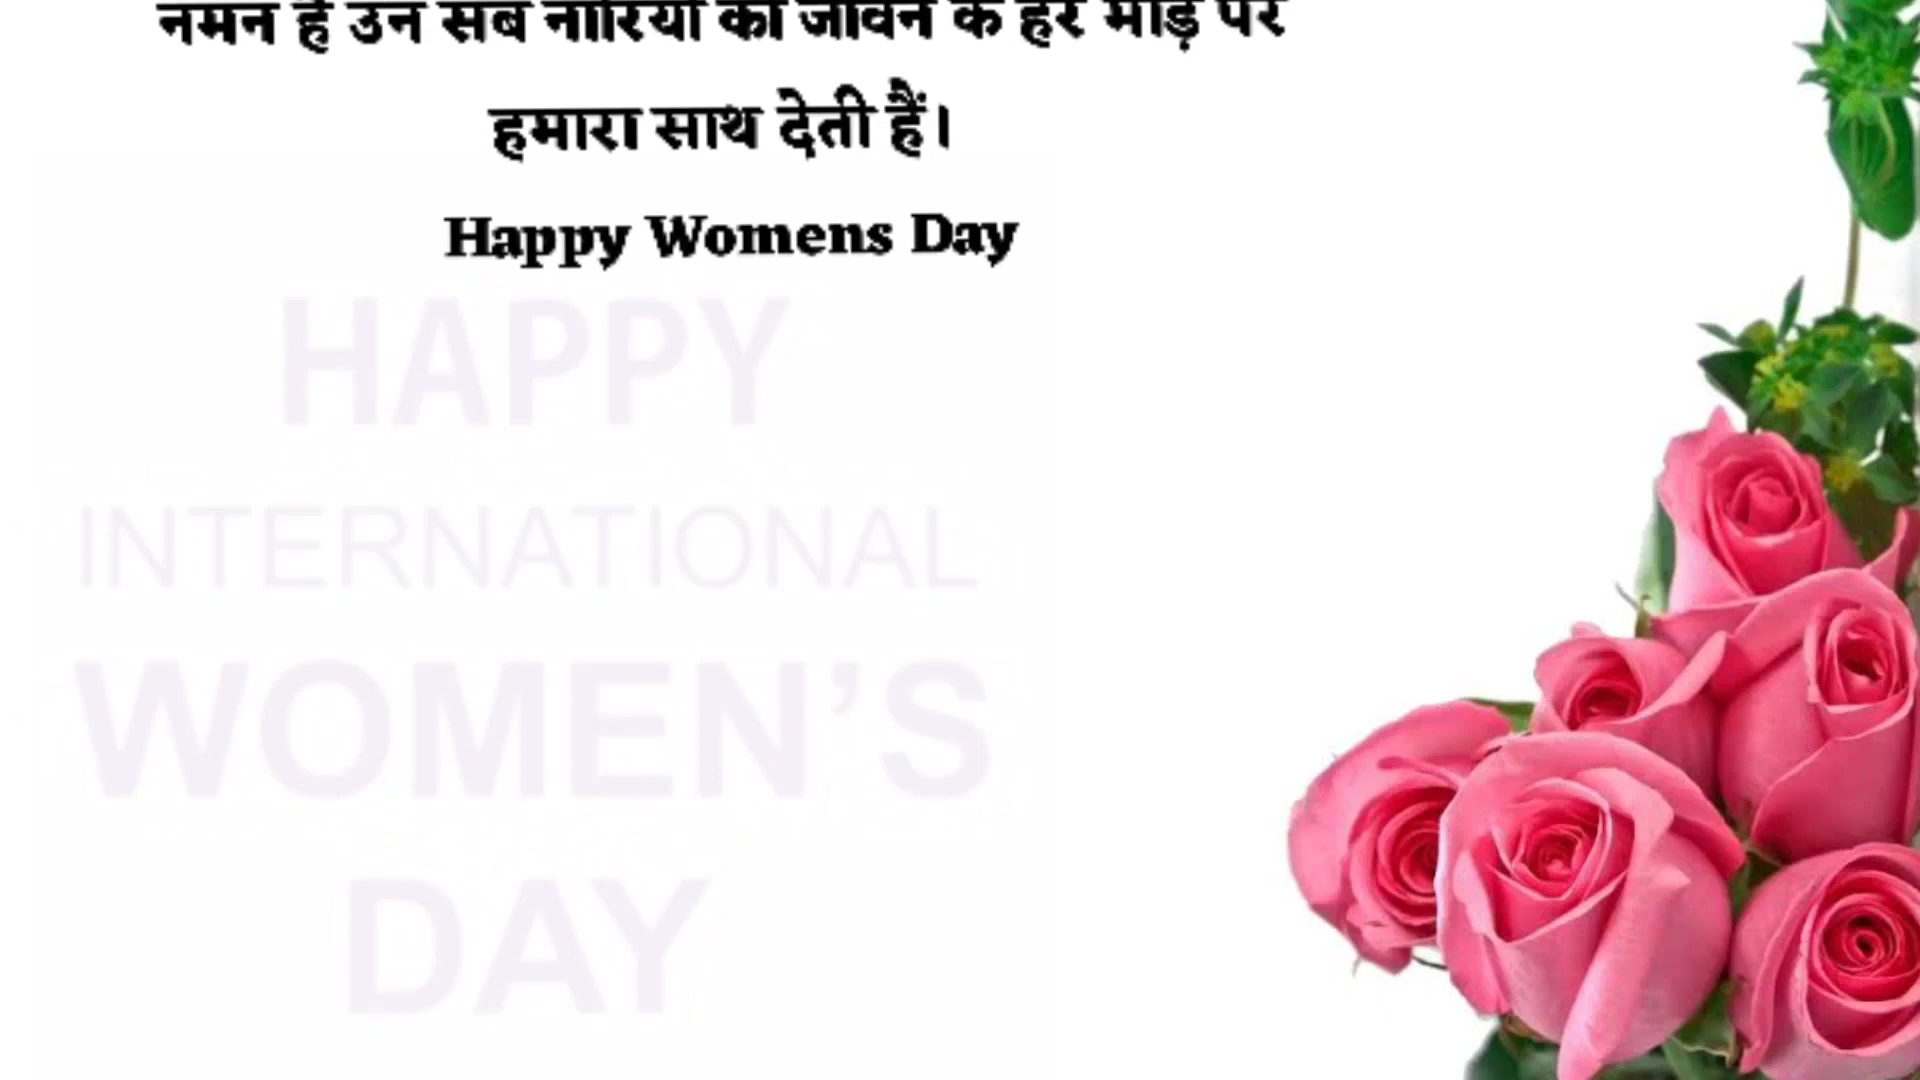 नमन है उन सब नारियों को जीवन के हर मोड़ पर
हमारा साथ देती हैं।
Happy Womens Day
HAPPY
INTERNATIONAL
WOMEN’S
DAY